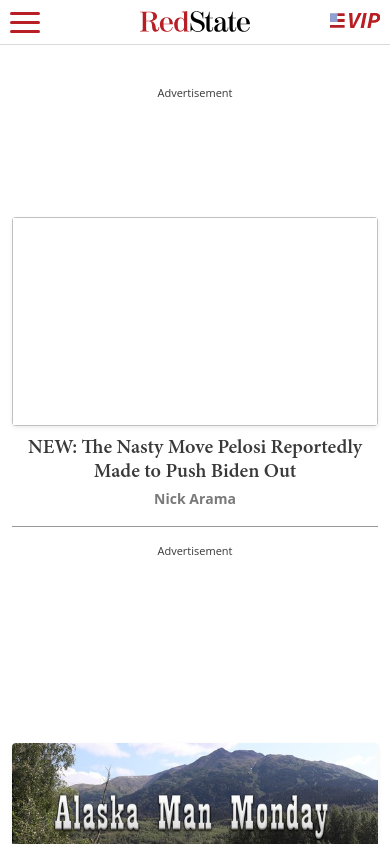 RedState
VIP
Advertisement
NEW: The Nasty Move Pelosi Reportedly
Made to Push Biden Out
Nick Arama
Advertisement
Alaska Man Monday